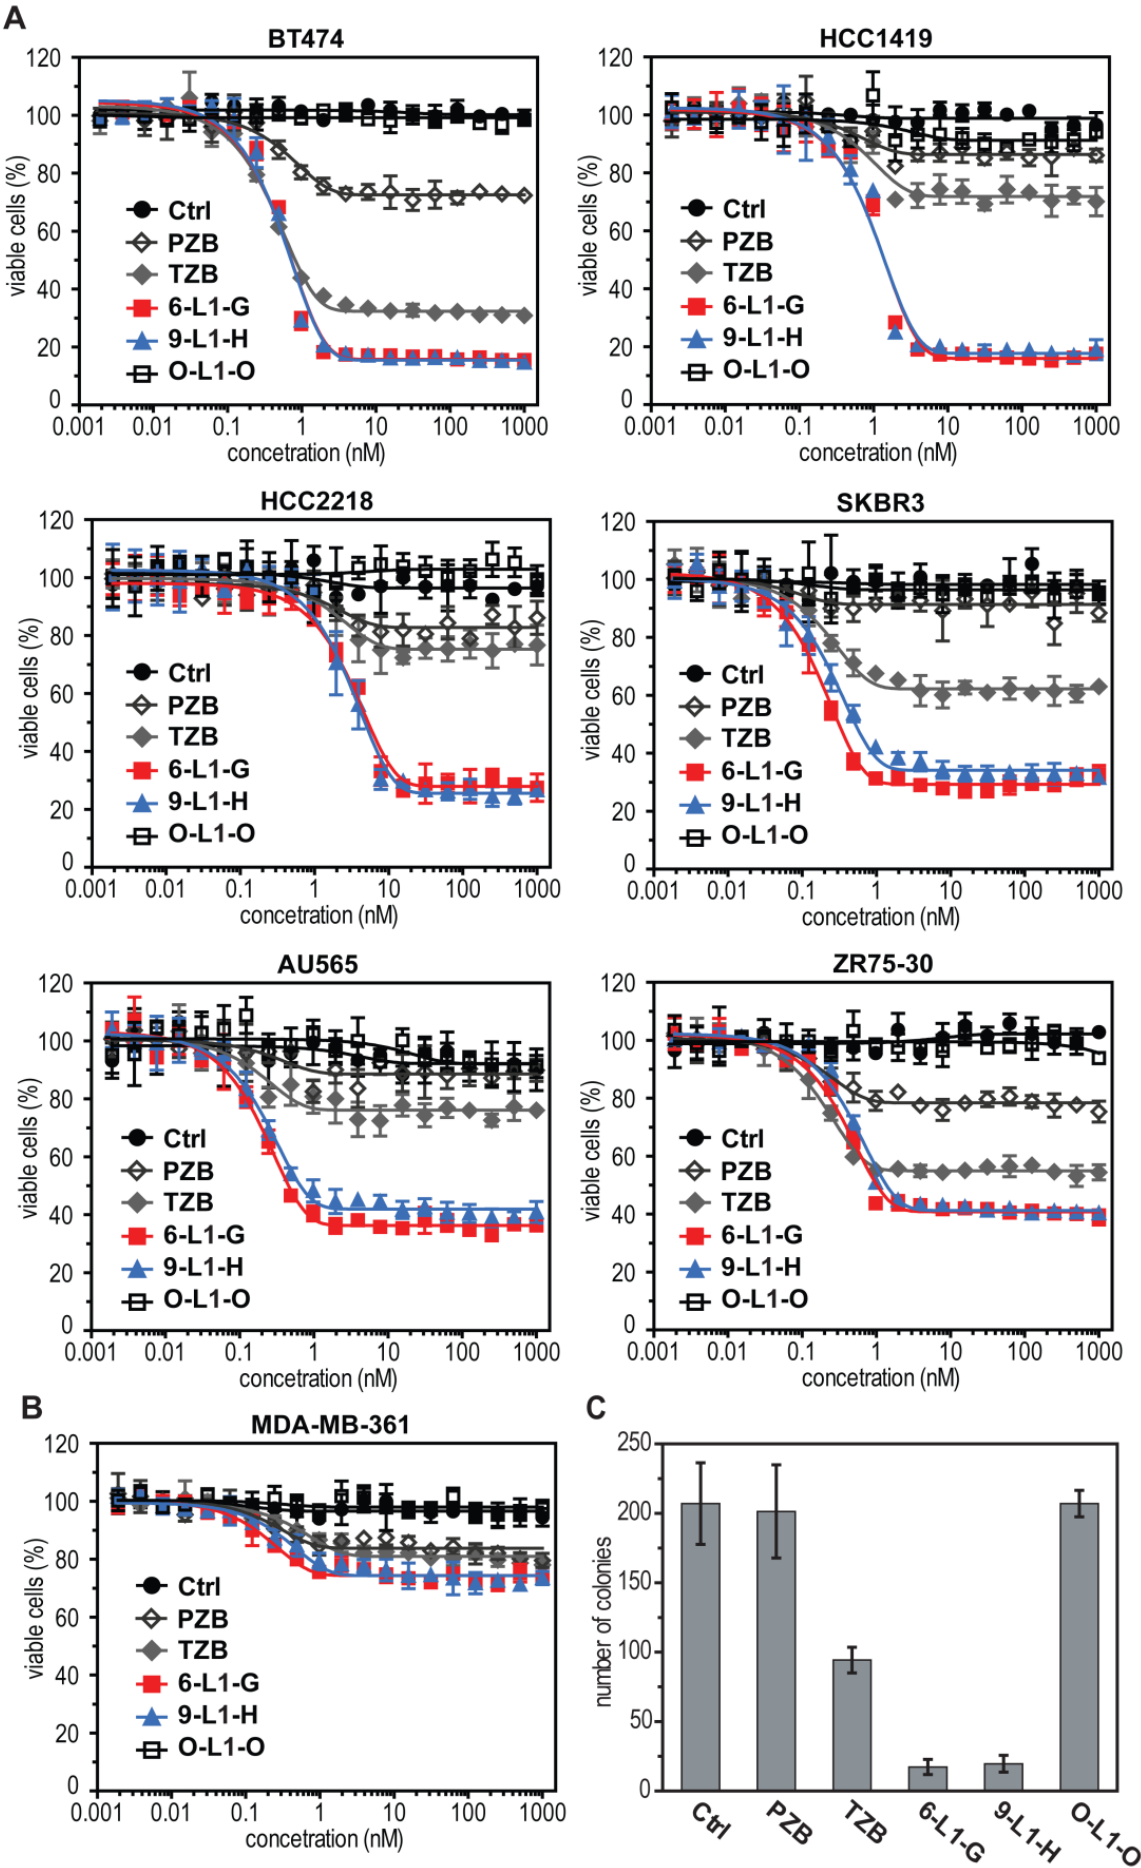 A
BT474
120
100
80
60
40
20
0
viable cells (%)
Ctrl
PZB
TZB
6-L1-G
9-L1-H
O-L1-O
0.001 0.01 0.1 1 10 100 1000
concetration (nM)
HCC1419
120
100
80
60
40
20
0
viable cells (%)
Ctrl
PZB
TZB
6-L1-G
9-L1-H
O-L1-O
0.001 0.01 0.1 1 10 100 1000
concetration (nM)
HCC2218
120
100
80
60
40
20
0
viable cells (%)
Ctrl
PZB
TZB
6-L1-G
9-L1-H
O-L1-O
0.001 0.01 0.1 1 10 100 1000
concetration (nM)
SKBR3
120
100
80
60
40
20
0
viable cells (%)
Ctrl
PZB
TZB
6-L1-G
9-L1-H
O-L1-O
0.001 0.01 0.1 1 10 100 1000
concetration (nM)
AU565
120
100
80
60
40
20
0
viable cells (%)
Ctrl
PZB
TZB
6-L1-G
9-L1-H
O-L1-O
0.001 0.01 0.1 1 10 100 1000
concetration (nM)
ZR75-30
120
100
80
60
40
20
0
viable cells (%)
Ctrl
PZB
TZB
6-L1-G
9-L1-H
O-L1-O
0.001 0.01 0.1 1 10 100 1000
concetration (nM)
B
MDA-MB-361
120
100
80
60
40
20
0
viable cells (%)
Ctrl
PZB
TZB
6-L1-G
9-L1-H
O-L1-O
0.001 0.01 0.1 1 10 100 1000
concetration (nM)
C
250
200
150
100
50
0
number of colonies
Ctrl
PZB
TZB
6-L1-G
9-L1-H
O-L1-O